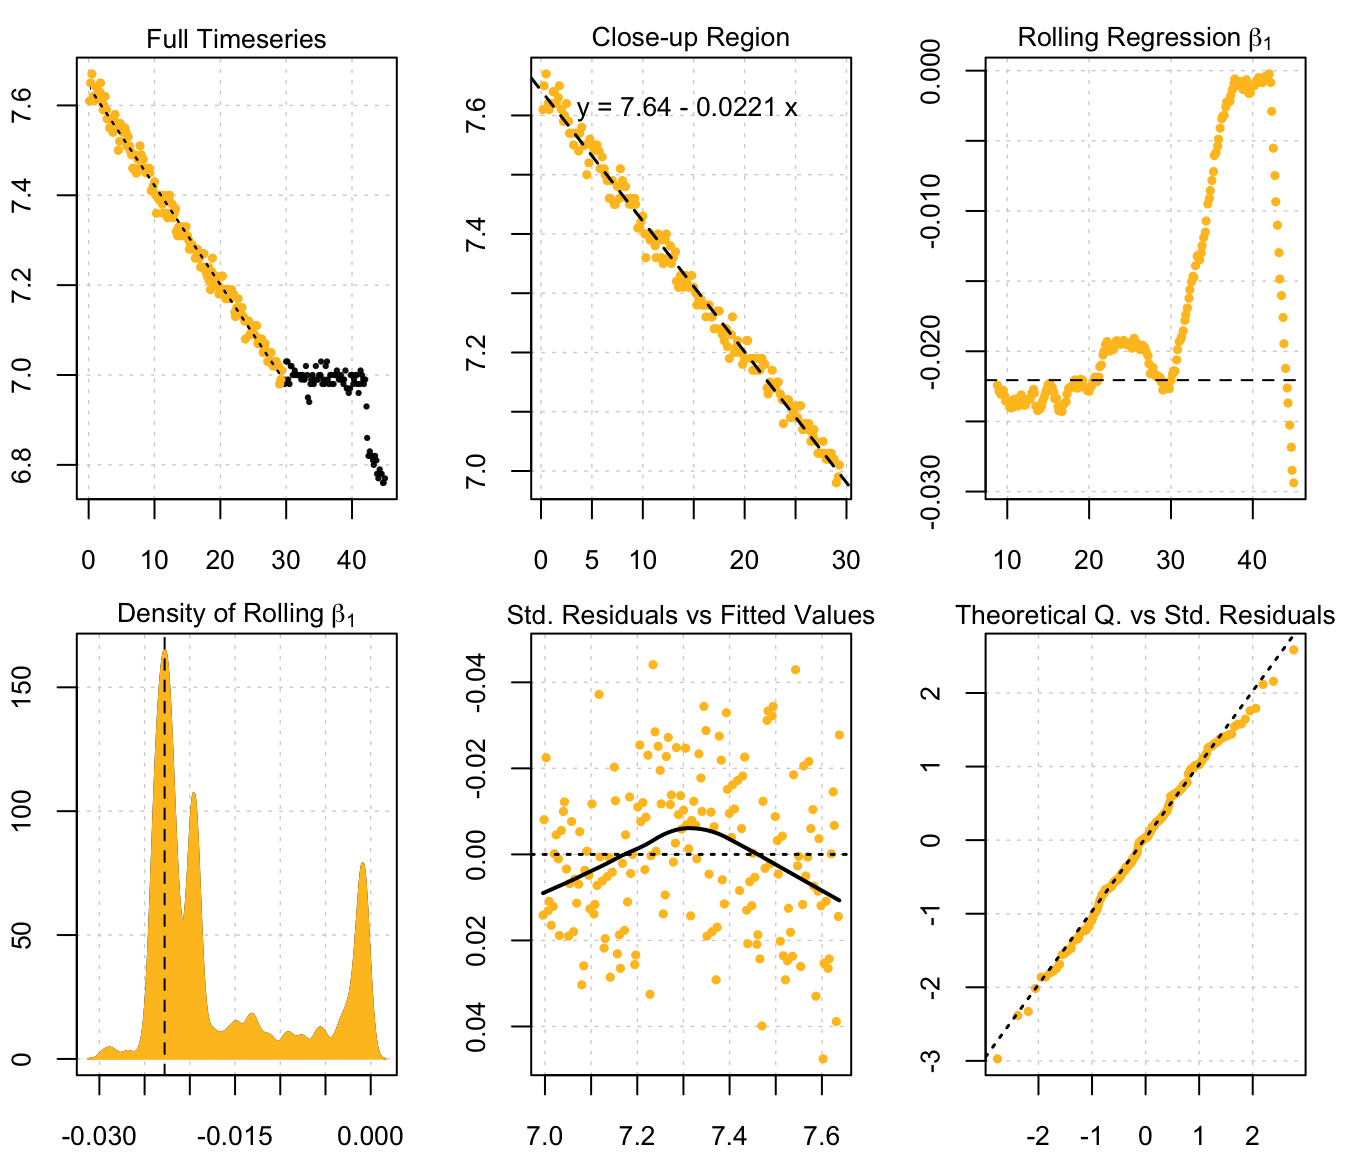 Full Timeseries
7.6
7.4
7.2
7.0
6.8
0 10 20 30 40
Close-up Region
y = 7.64 - 0.0221 x
7.6
7.4
7.2
7.0
0 5 10 20 30
Rolling Regression β1
0.000
-0.010
-0.020
-0.030
10 20 30 40
Density of Rolling β1
150
100
50
0
-0.030 -0.015 0.000
Std. Residuals vs Fitted Values
-0.04
-0.02
0.00
0.02
0.04
7.0 7.2 7.4 7.6
Theoretical Q. vs Std. Residuals
2
1
0
-1
-2
-3
-2 -1 0 1 2